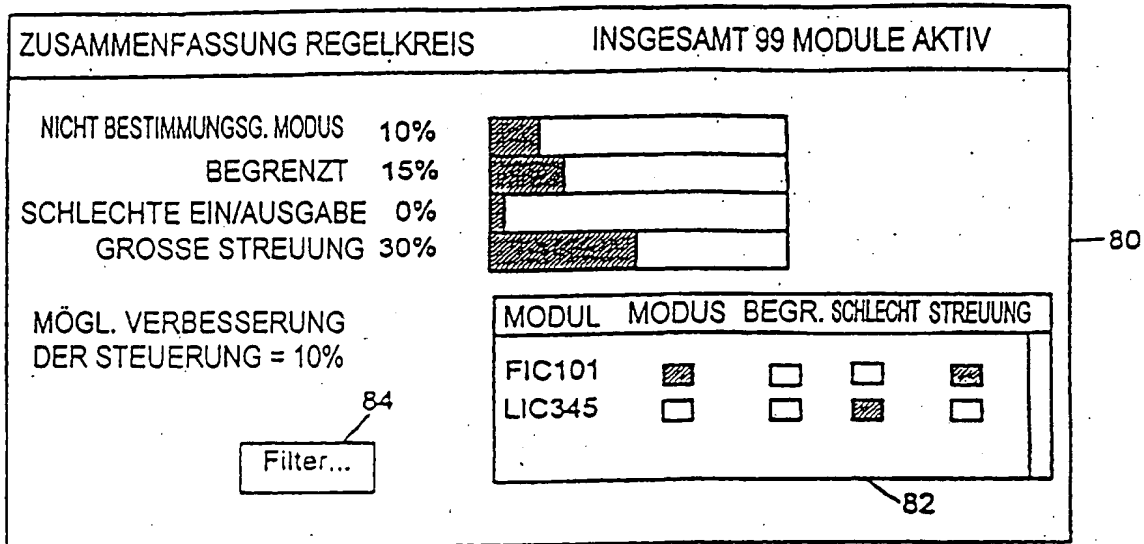 ZUSAMMENFASSUNG REGELKREIS INSGESAMT 99 MODULE AKTIV
NICHT BESTIMMUNGSG. MODUS 10%
BEGRENZT 15%
SCHLECHTE EIN/AUSGABE 0%
GROSSE STREUUNG 30%
80
MÖGL. VERBESSERUNG
DER STEUERUNG = 10%
MODUL MODUS BEGR. SCHLECHT STREUUNG
FIC101
LIC345
84
Filter...
82